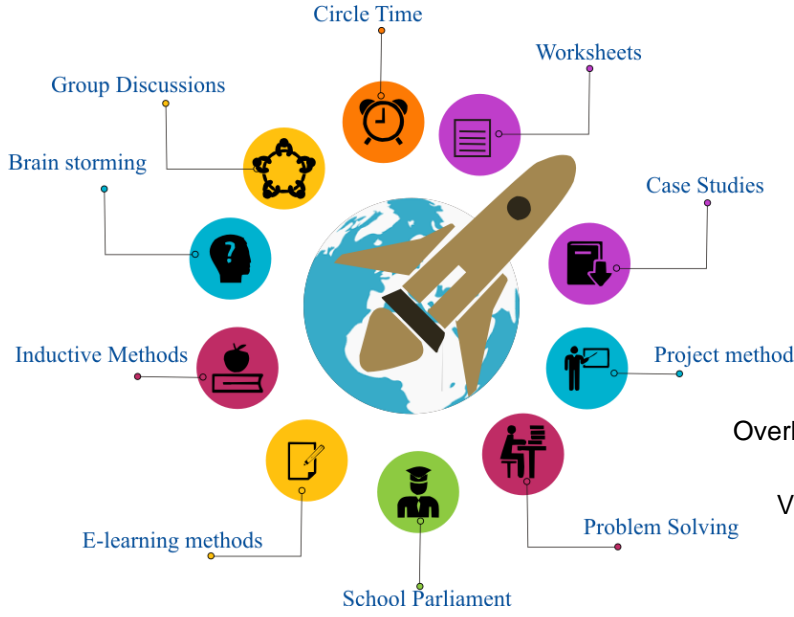 Circle Time
Worksheets
Group Discussions
Brain storming
Case Studies
Inductive Methods
Project method
E-learning methods
Problem Solving
School Parliament
?